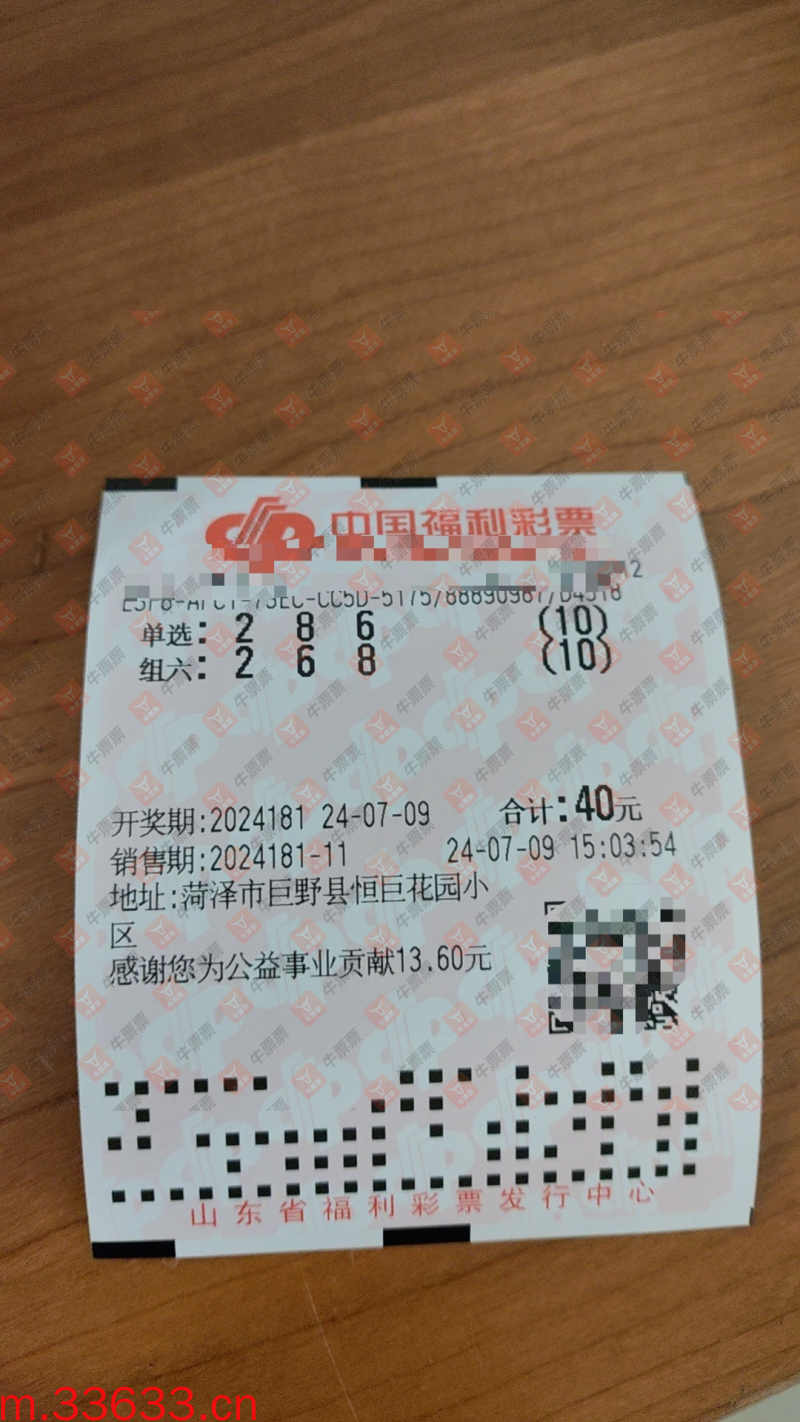 中国福利彩票
2
单选: 2 8 6 (10)
组六: 2 6 8 (10)
开奖期:2024181 24-07-09 合计:40元
销售期:2024181-11 24-07-09 15:03:54
地址:菏泽市巨野县恒巨花园小
区
感谢您为公益事业贡献13.60元
山东省福利彩票发行中心
牛票票
m.33633.cn